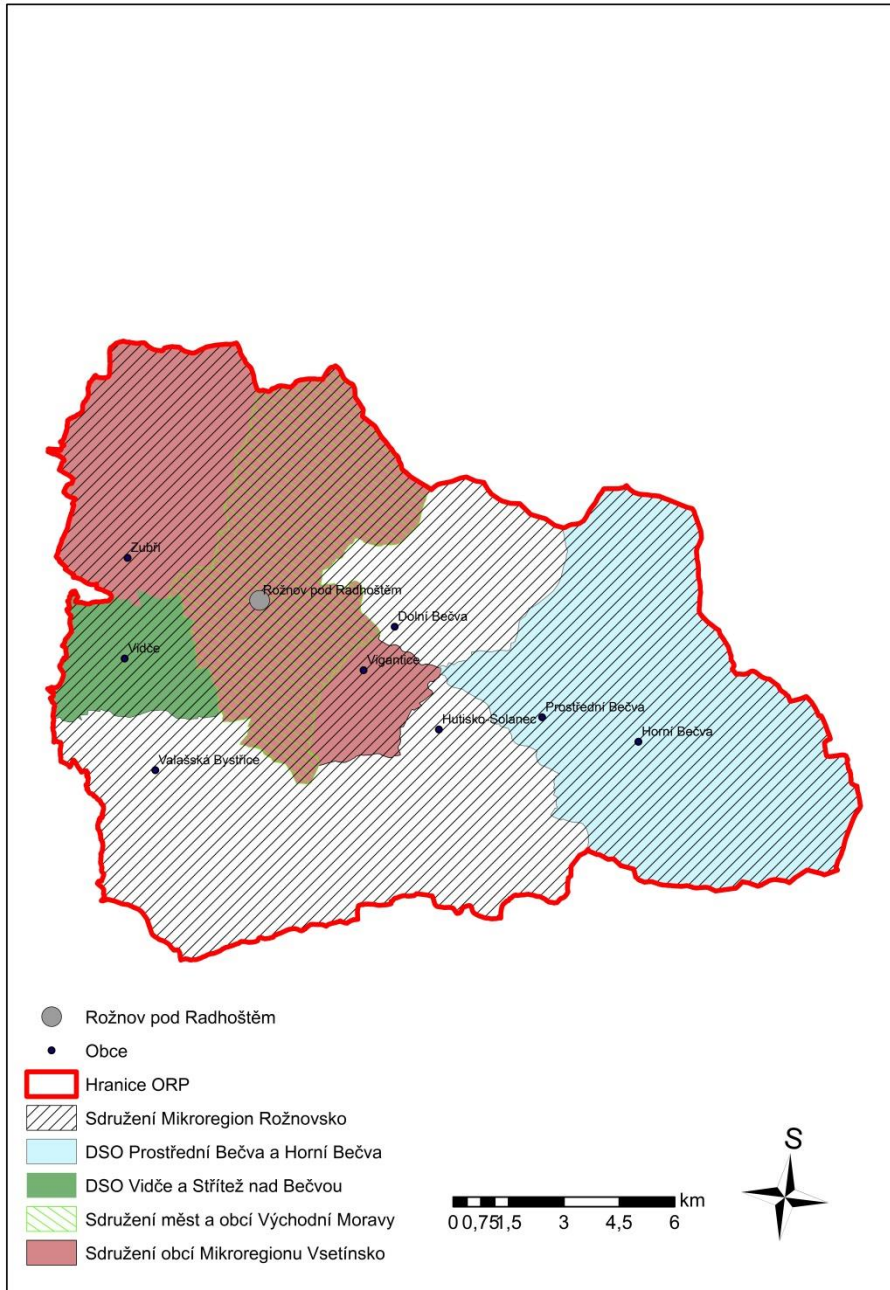 Zubří
Rožnov pod Radhoštěm
Dolní Bečva
Vidče
Vigantice
Prostřední Bečva
Hutisko-Solanec
Horní Bečva
Valašská Bystřice
Rožnov pod Radhoštěm
Obce
Hranice ORP
Sdružení Mikroregion Rožnovsko
DSO Prostřední Bečva a Horní Bečva
DSO Vidče a Střítež nad Bečvou
Sdružení měst a obcí Východní Moravy
Sdružení obcí Mikroregionu Vsetínsko
S
km
0 0,75 1,5 3 4,5 6